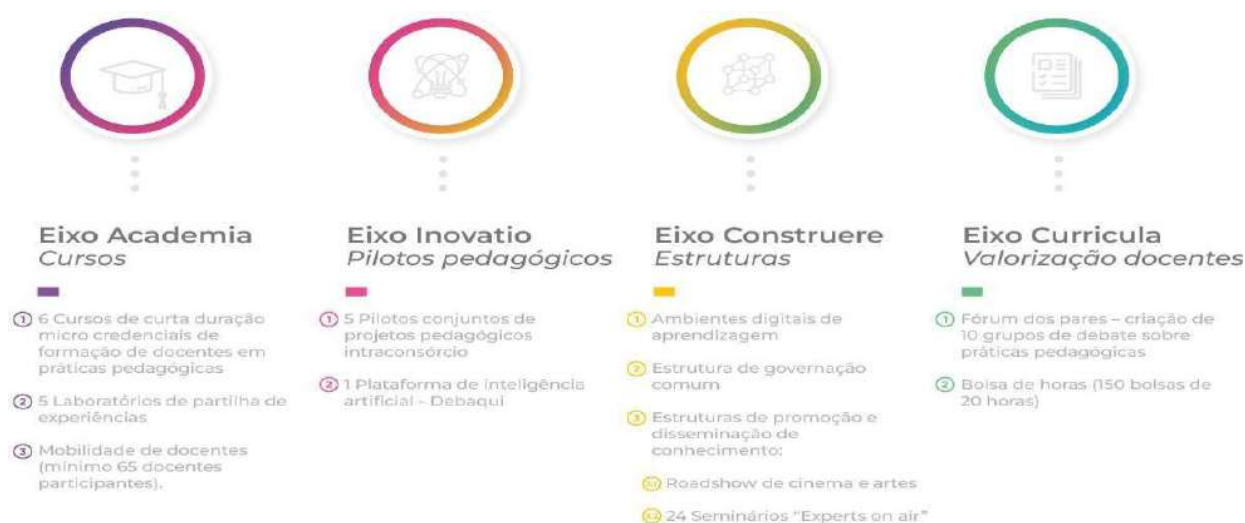 Eixo Academia
Cursos
1 6 Cursos de curta duração
micro credenciais de
formação de docentes em
práticas pedagógicas
2 5 Laboratórios de partilha de
experiências
3 Mobilidade de docentes
(mínimo 65 docentes
participantes).
Eixo Inovatio
Pilotos pedagógicos
1 5 Pilotos conjuntos de
projetos pedagógicos
intraconsórcio
2 1 Plataforma de inteligência
artificial - Debaqui
Eixo Construere
Estruturas
1 Ambientes digitais de
aprendizagem
2 Estrutura de governação
comum
3 Estruturas de promoção e
disseminação de
conhecimento:
3.1 Roadshow de cinema e artes
3.2 24 Seminários “Experts on air”
Eixo Curricula
Valorização docentes
1 Fórum dos pares – criação de
10 grupos de debate sobre
práticas pedagógicas
2 Bolsa de horas (150 bolsas de
20 horas)